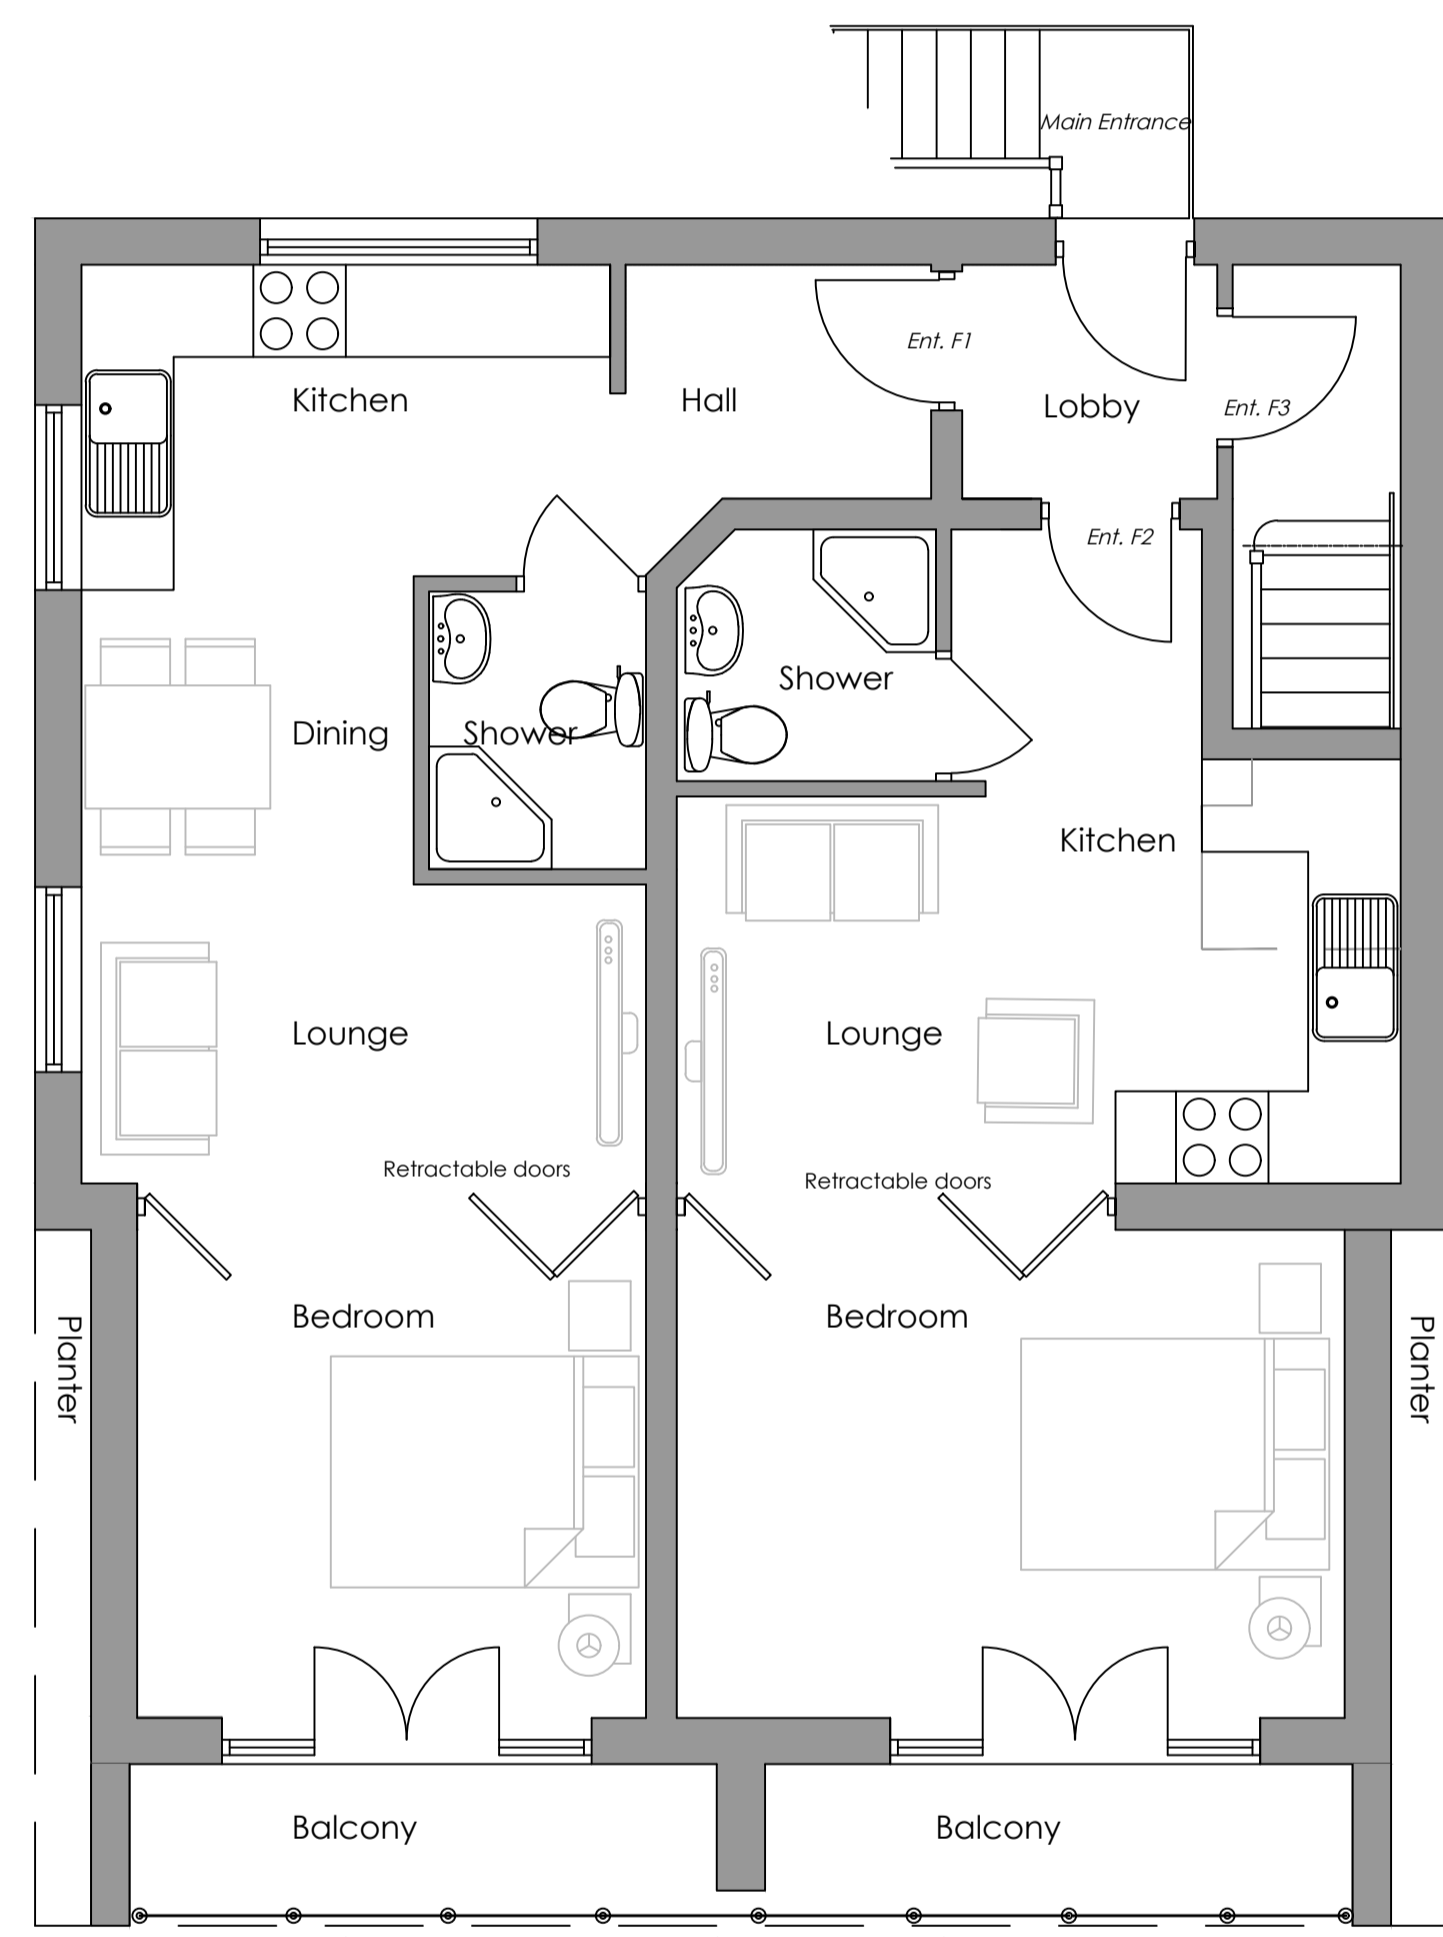 Main Entrance
Ent. F1
Kitchen
Hall
Lobby
Ent. F3
Ent. F2
Shower
Dining
Shower
Kitchen
Lounge
Lounge
Retractable doors
Retractable doors
Bedroom
Bedroom
Planter
Planter
Balcony
Balcony